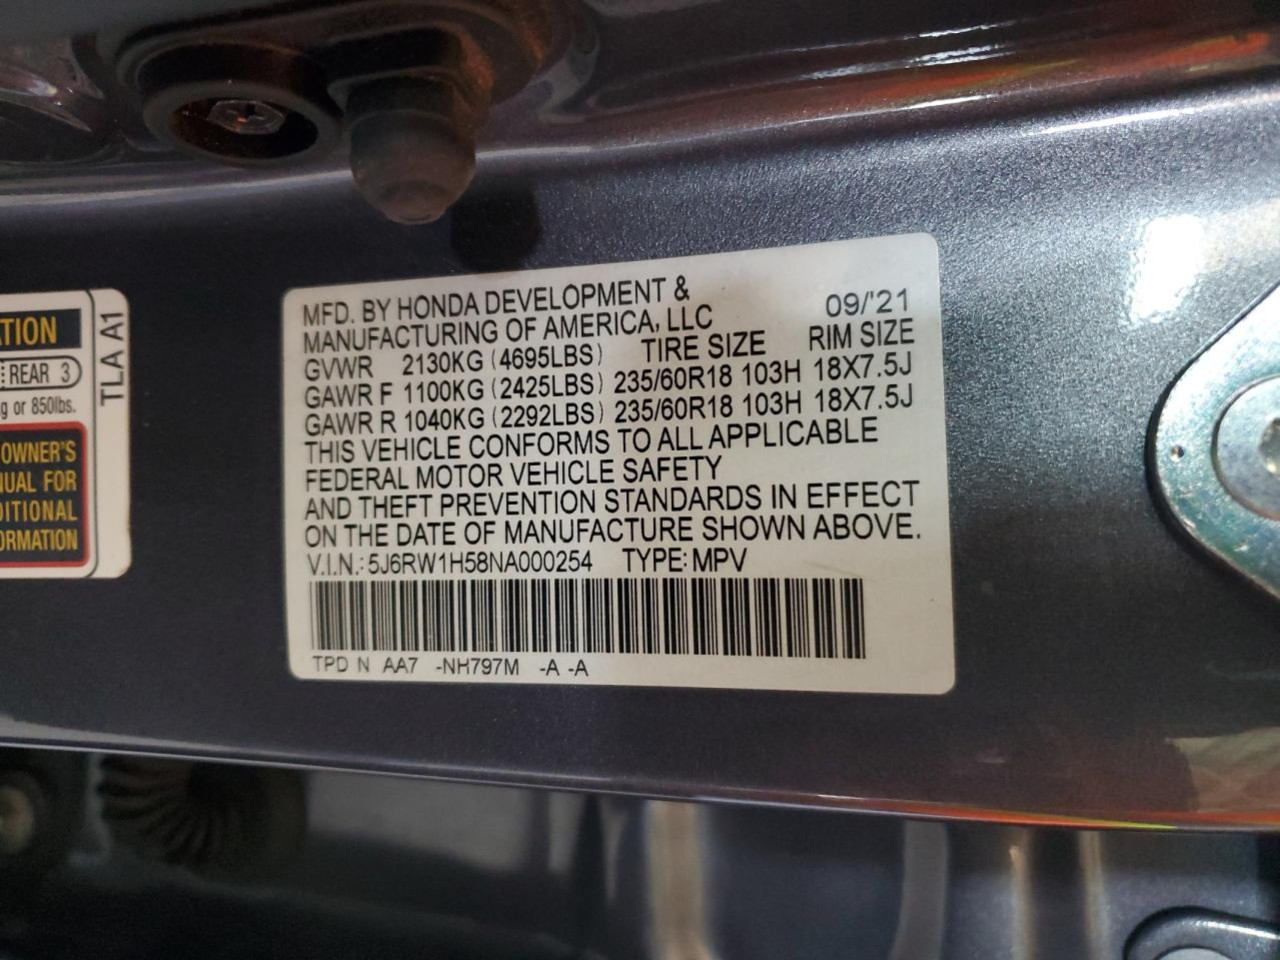 ATION
REAR 3
g or 850lbs.
OWNER'S
NUAL FOR
DITIONAL
ORMATION
TLA A1
MFD. BY HONDA DEVELOPMENT &
MANUFACTURING OF AMERICA, LLC 09/'21
GVWR 2130KG (4695LBS) TIRE SIZE RIM SIZE
GAWR F 1100KG (2425LBS) 235/60R18 103H 18X7.5J
GAWR R 1040KG (2292LBS) 235/60R18 103H 18X7.5J
THIS VEHICLE CONFORMS TO ALL APPLICABLE
FEDERAL MOTOR VEHICLE SAFETY
AND THEFT PREVENTION STANDARDS IN EFFECT
ON THE DATE OF MANUFACTURE SHOWN ABOVE.
V.I.N.: 5J6RW1H58NA000254 TYPE: MPV
TPD N AA7 -NH797M -A -A